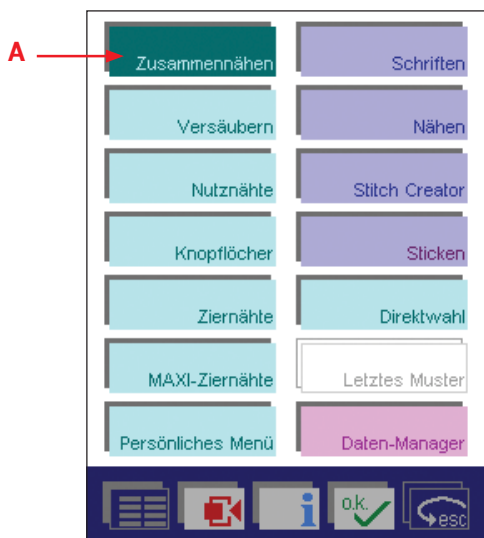 A
Zusammennähen
Schriften
Versäubern
Nähen
Nutznähte
Stitch Creator
Knopflöcher
Sticken
Ziernähte
Direktwahl
MAXI-Ziernähte
Letztes Muster
Persönliches Menü
Daten-Manager
i
o.k.
esc